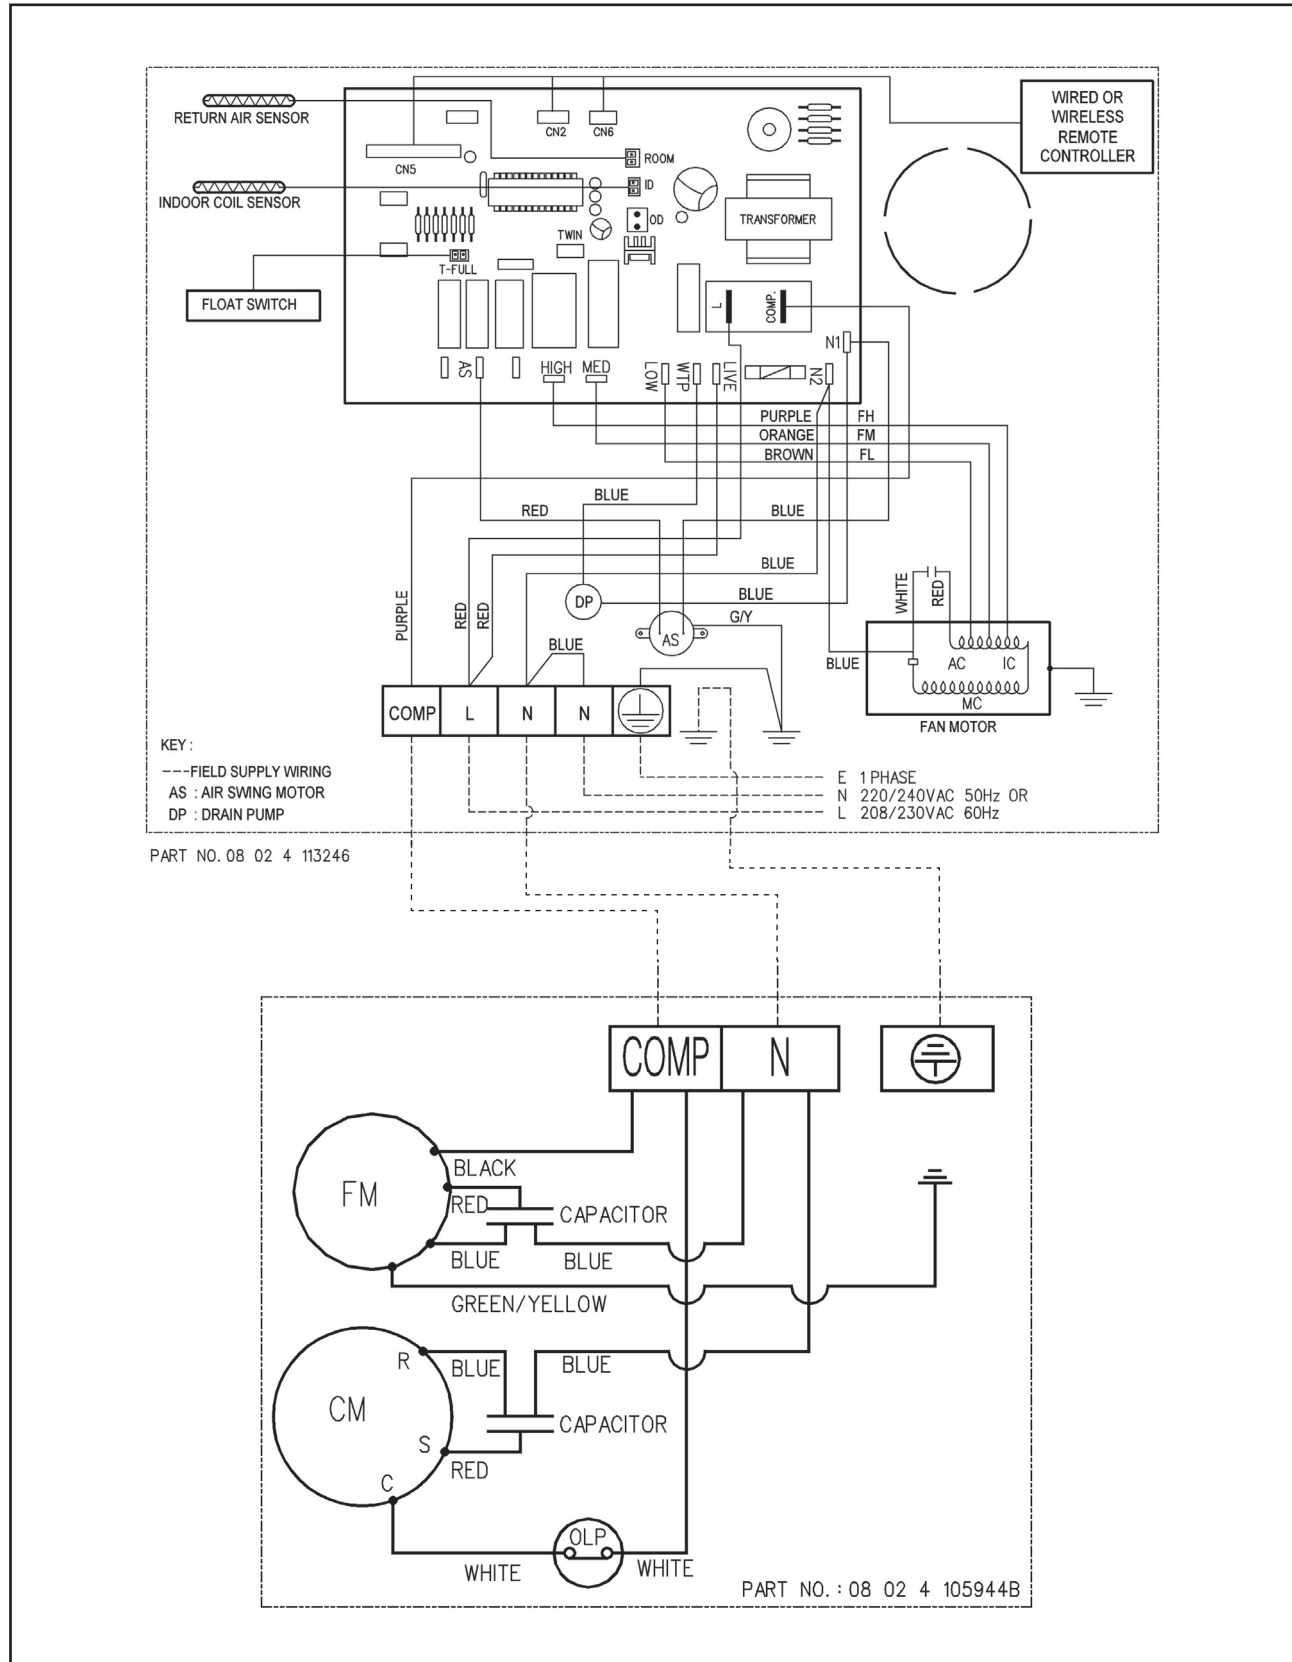 WIRED OR
WIRELESS
REMOTE
CONTROLLER
RETURN AIR SENSOR
CN2
CN6
CN5
ROOM
INDOOR COIL SENSOR
ID
OD
TRANSFORMER
TWIN
T-FULL
FLOAT SWITCH
L
COMP.
N1
AS
HIGH
MED
LOW
WTP
LIVE
N2
PURPLE FH
ORANGE FM
BROWN FL
BLUE
RED
BLUE
BLUE
PURPLE
RED
RED
DP
BLUE
G/Y
AS
BLUE
WHITE
RED
BLUE
AC
IC
MC
FAN MOTOR
COMP
L
N
N
KEY :
---FIELD SUPPLY WIRING
AS : AIR SWING MOTOR
DP : DRAIN PUMP
E 1 PHASE
N 220/240VAC 50Hz OR
L 208/230VAC 60Hz
PART NO. 08 02 4 113246
COMP
N
FM
BLACK
RED
CAPACITOR
BLUE
BLUE
GREEN/YELLOW
R
BLUE
BLUE
CM
CAPACITOR
S
RED
C
OLP
WHITE
WHITE
PART NO. : 08 02 4 105944B